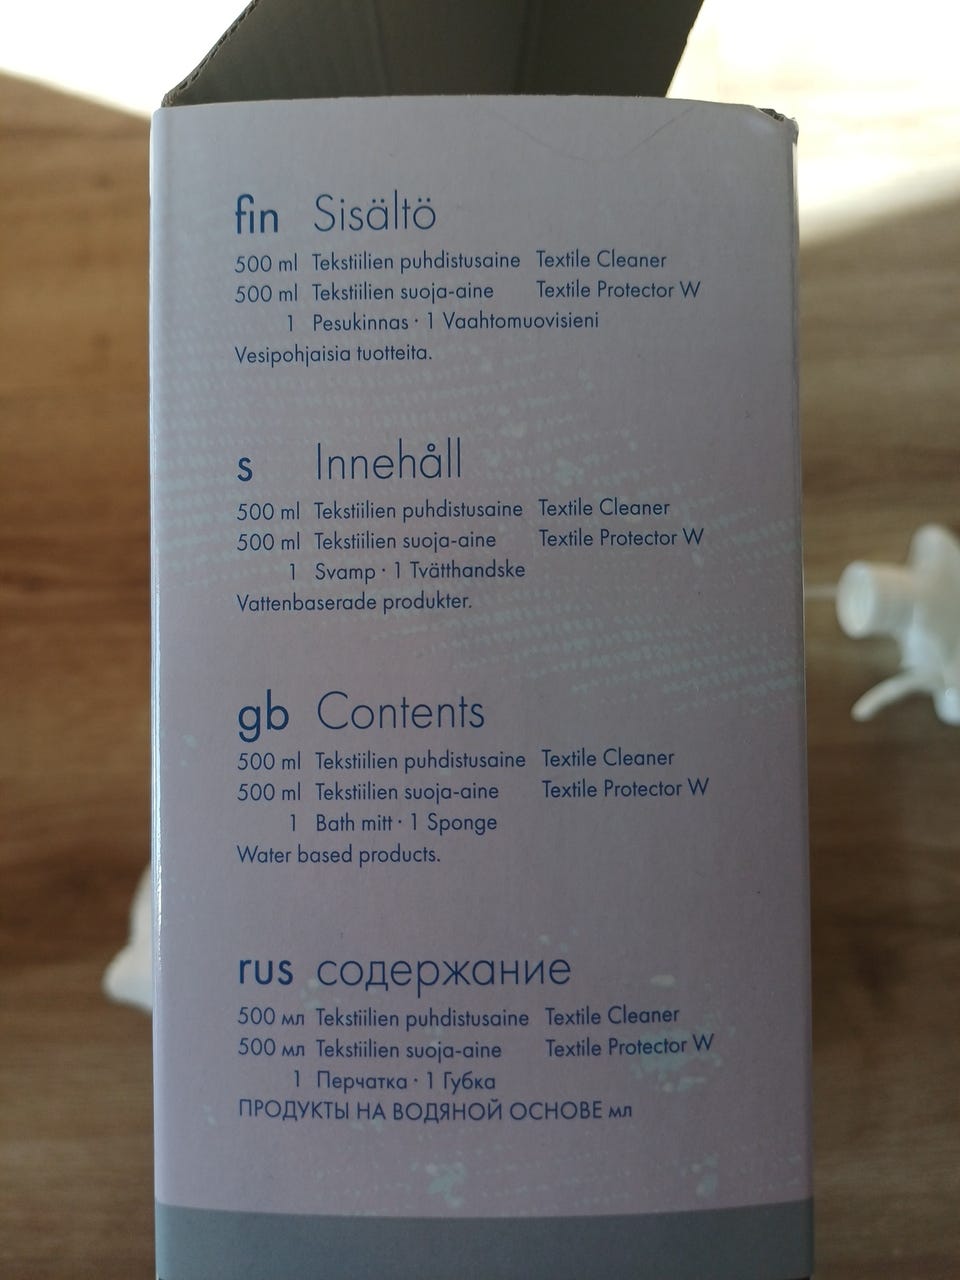 fin Sisältö
500 ml Tekstiilien puhdistusaine Textile Cleaner
500 ml Tekstiilien suoja-aine Textile Protector W
1 Pesukinnas · 1 Vaahtomuovisieni
Vesipohjaisia tuotteita.
s Innehåll
500 ml Tekstiilien puhdistusaine Textile Cleaner
500 ml Tekstiilien suoja-aine Textile Protector W
1 Svamp · 1 Tvätthandske
Vattenbaserade produkter.
gb Contents
500 ml Tekstiilien puhdistusaine Textile Cleaner
500 ml Tekstiilien suoja-aine Textile Protector W
1 Bath mitt · 1 Sponge
Water based products.
rus содержание
500 мл Tekstiilien puhdistusaine Textile Cleaner
500 мл Tekstiilien suoja-aine Textile Protector W
1 Перчатка · 1 Губка
ПРОДУКТЫ НА ВОДЯНОЙ ОСНОВЕ мл